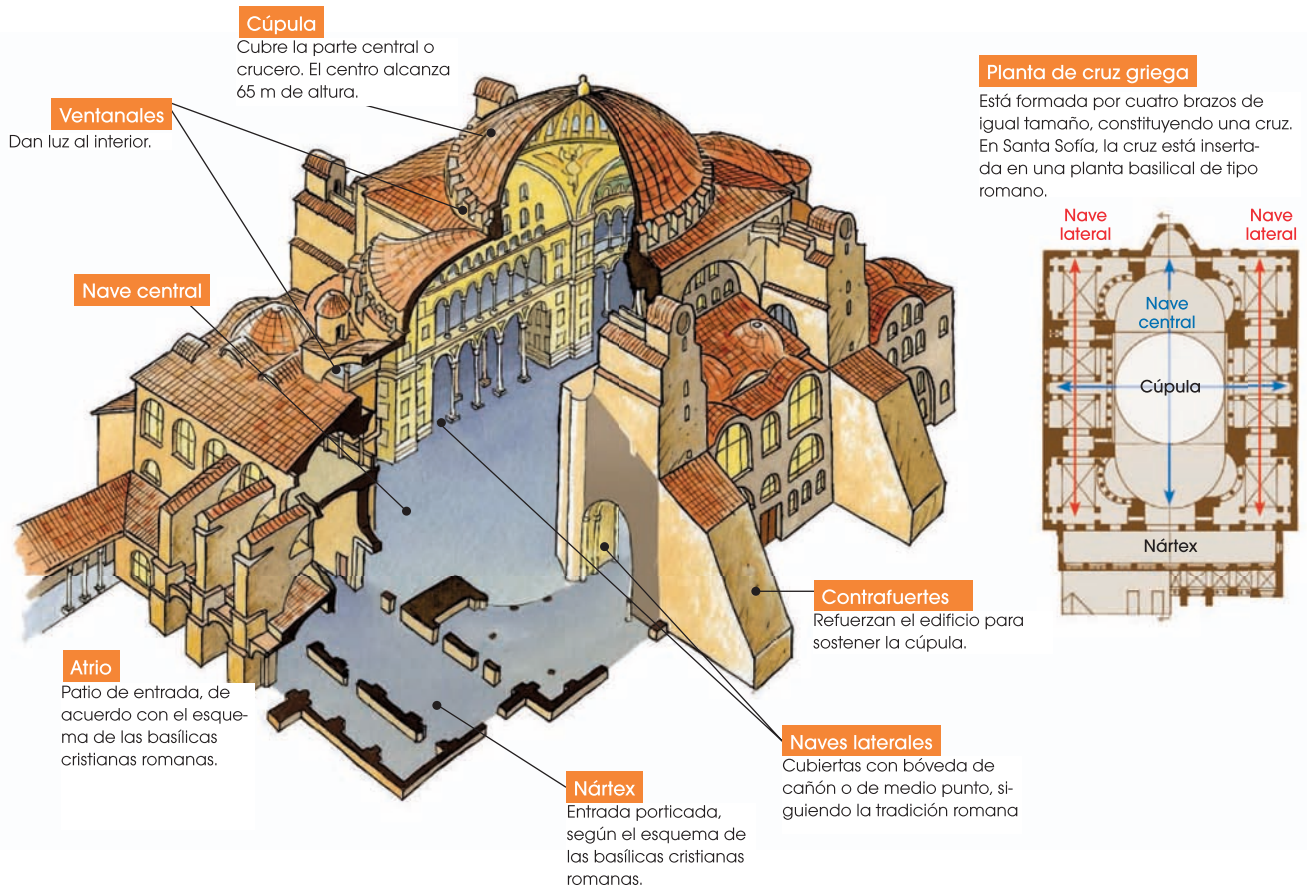 Cúpula
Cubre la parte central o
crucero. El centro alcanza
65 m de altura.
Ventanales
Dan luz al interior.
Nave central
Atrio
Patio de entrada, de
acuerdo con el esque-
ma de las basílicas
cristianas romanas.
Nártex
Entrada porticada,
según el esquema de
las basílicas cristianas
romanas.
Naves laterales
Cubiertas con bóveda de
cañón o de medio punto, si-
guiendo la tradición romana
Contrafuertes
Refuerzan el edificio para
sostener la cúpula.
Planta de cruz griega
Está formada por cuatro brazos de
igual tamaño, constituyendo una cruz.
En Santa Sofía, la cruz está inserta-
da en una planta basilical de tipo
romano.
Nave
lateral
Nave
lateral
Nave
central
Cúpula
Nártex